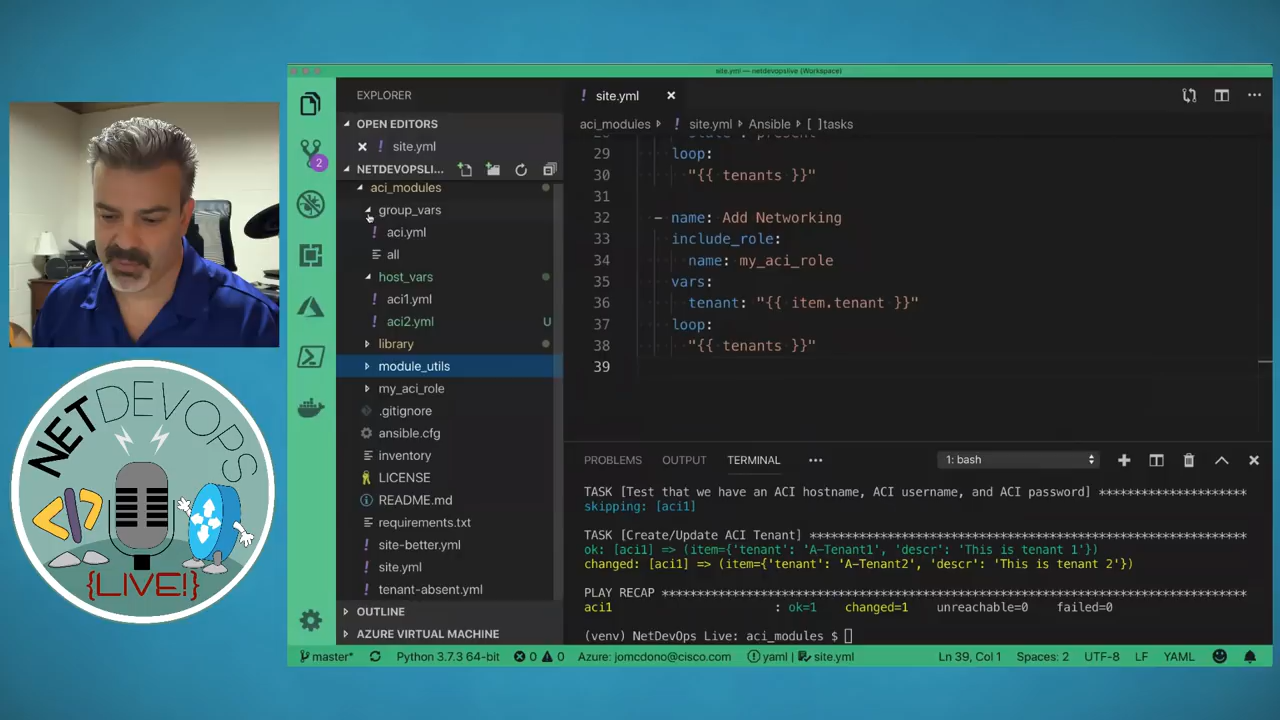 site.yml — netdevopslive (Workspace)
EXPLORER
OPEN EDITORS
site.yml
NETDEVOPSLI...
aci_modules
group_vars
aci.yml
all
host_vars
aci1.yml
aci2.yml U
library
module_utils
my_aci_role
.gitignore
ansible.cfg
inventory
LICENSE
README.md
requirements.txt
site-better.yml
site.yml
tenant-absent.yml
OUTLINE
AZURE VIRTUAL MACHINE
2
! site.yml ×
aci_modules ! site.yml Ansible [ ]tasks
28 state : present
29 loop:
30 "{{ tenants }}"
31
32 - name: Add Networking
33 include_role:
34 name: my_aci_role
35 vars:
36 tenant: "{{ item.tenant }}"
37 loop:
38 "{{ tenants }}"
39
PROBLEMS OUTPUT TERMINAL ••• 1: bash
TASK [Test that we have an ACI hostname, ACI username, and ACI password] *********************
skipping: [aci1]
TASK [Create/Update ACI Tenant] **************************************************************
ok: [aci1] => (item={'tenant': 'A-Tenant1', 'descr': 'This is tenant 1'})
changed: [aci1] => (item={'tenant': 'A-Tenant2', 'descr': 'This is tenant 2'})
PLAY RECAP ***********************************************************************************
aci1 : ok=1 changed=1 unreachable=0 failed=0
(venv) NetDevOps Live: aci_modules $
master* Python 3.7.3 64-bit 0 0 Azure: jomcdono@cisco.com yaml | site.yml Ln 39, Col 1 Spaces: 2 UTF-8 LF YAML
NETDEVOPS
</>
{LIVE!}